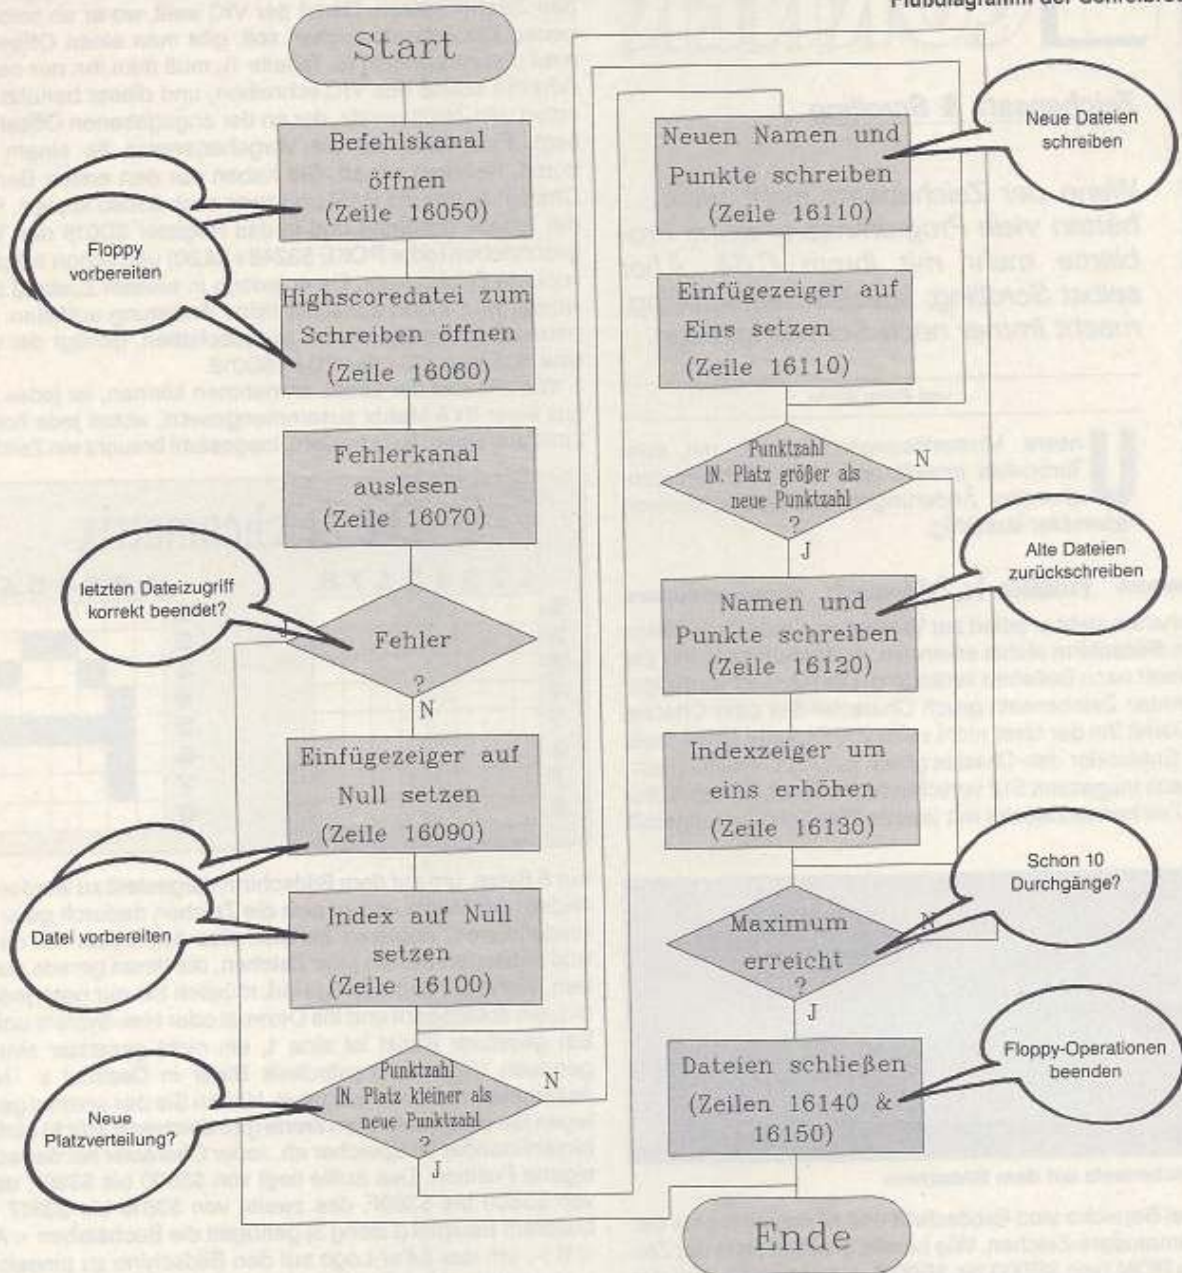 Start
Befehlskanal
öffnen
(Zeile 16050)
Floppy
vorbereiten
Highscoredatei zum
Schreiben öffnen
(Zeile 16060)
Fehlerkanal
auslesen
(Zeile 16070)
letzten Dateizugriff
korrekt beendet?
J
Fehler
?
N
Einfügezeiger auf
Null setzen
(Zeile 16090)
Datei vorbereiten
Index auf Null
setzen
(Zeile 16100)
Punktzahl
IN. Platz kleiner als
neue Punktzahl
?
N
J
Neue
Platzverteilung?
Neuen Namen und
Punkte schreiben
(Zeile 16110)
Neue Dateien
schreiben
Einfügezeiger auf
Eins setzen
(Zeile 16110)
Punktzahl
IN. Platz größer als
neue Punktzahl
?
N
J
Alte Dateien
zurückschreiben
Namen und
Punkte schreiben
(Zeile 16120)
Indexzeiger um
eins erhöhen
(Zeile 16130)
Schon 10
Durchgänge?
Maximum
erreicht
?
N
J
Dateien schließen
(Zeilen 16140 &
16150)
Floppy-Operationen
beenden
Ende